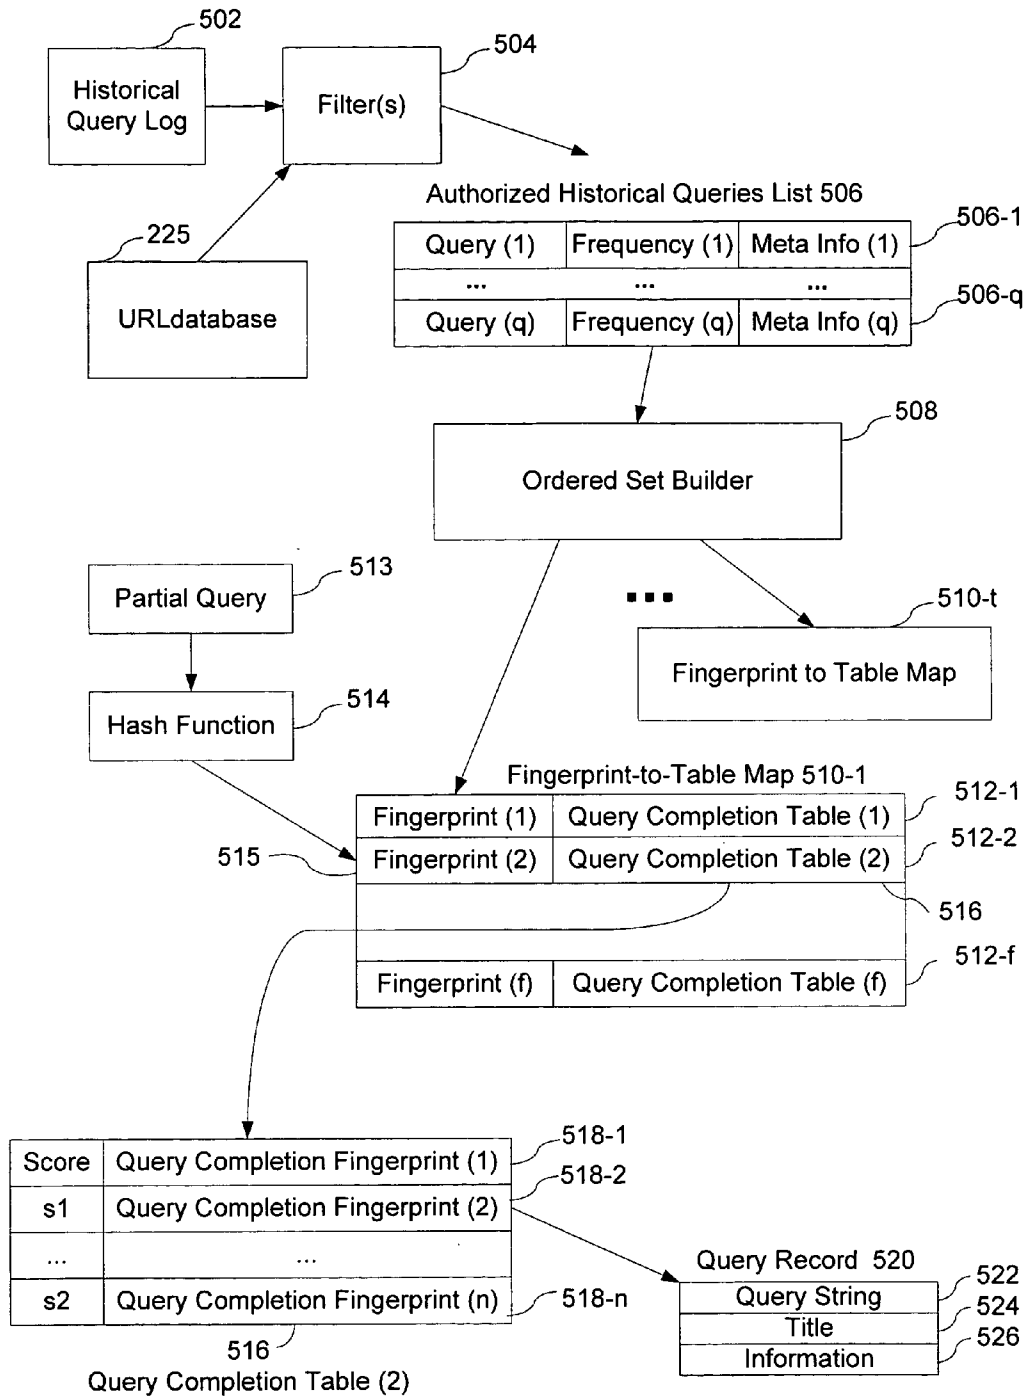 502
504
Historical
Query Log
Filter(s)
Authorized Historical Queries List 506
506-1
225
Query (1) Frequency (1) Meta Info (1)
... ... ...
506-q
URLdatabase
Query (q) Frequency (q) Meta Info (q)
508
Ordered Set Builder
513
Partial Query
...
510-t
Fingerprint to Table Map
514
Hash Function
Fingerprint-to-Table Map 510-1
512-1
Fingerprint (1) Query Completion Table (1)
512-2
515
Fingerprint (2) Query Completion Table (2)
516
512-f
Fingerprint (f) Query Completion Table (f)
518-1
Score Query Completion Fingerprint (1)
518-2
s1 Query Completion Fingerprint (2)
... ...
Query Record 520
522
Query String
s2 Query Completion Fingerprint (n)
518-n
524
Title
516
526
Information
Query Completion Table (2)